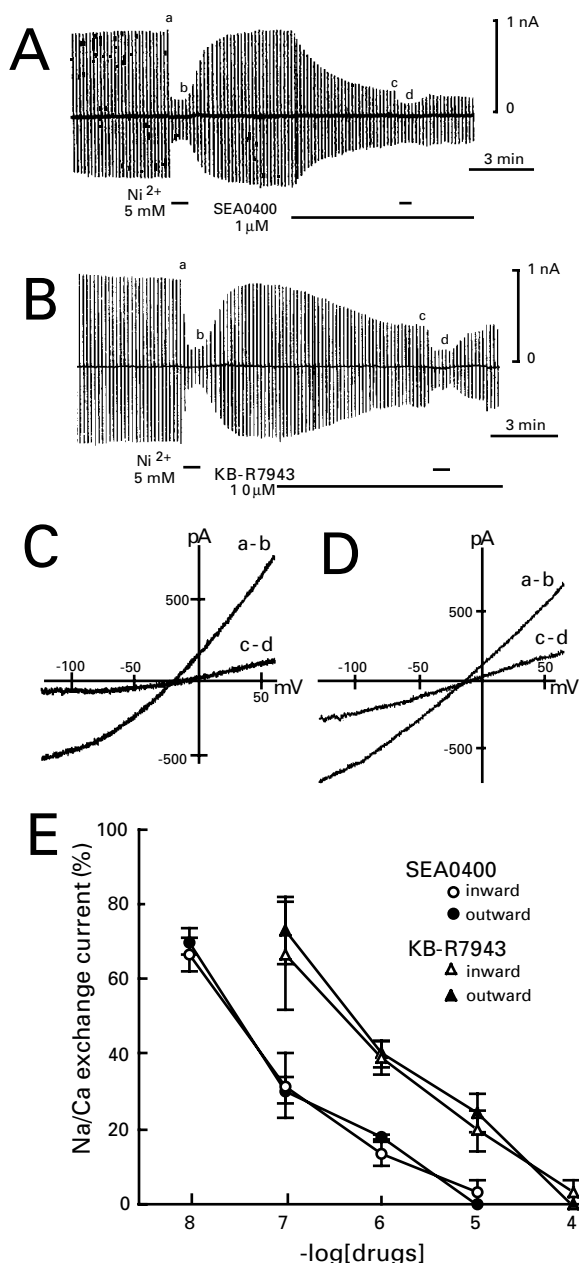 A
a
b
c
d
1 nA
0
3 min
Ni 2+
5 mM
SEA0400
1 µM
B
a
b
c
d
1 nA
0
3 min
Ni 2+
5 mM
KB-R7943
10 µM
C
pA
a-b
500
c-d
-100
-50
50
mV
-500
D
pA
a-b
500
c-d
-100
-50
50
mV
-500
E
Na/Ca exchange current (%)
100
80
60
40
20
0
SEA0400
inward
outward
KB-R7943
inward
outward
8
7
6
5
4
-log[drugs]